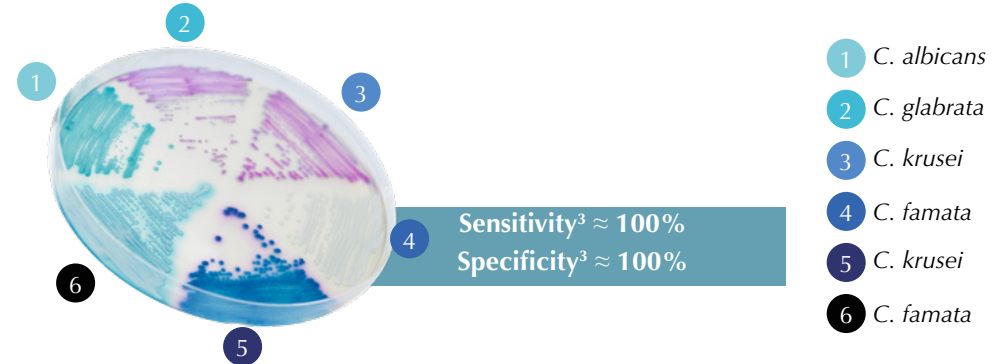 2
1
3
4
6
5
Sensitivity³ ≈ 100%
Specificity³ ≈ 100%
1 C. albicans
2 C. glabrata
3 C. krusei
4 C. famata
5 C. krusei
6 C. famata